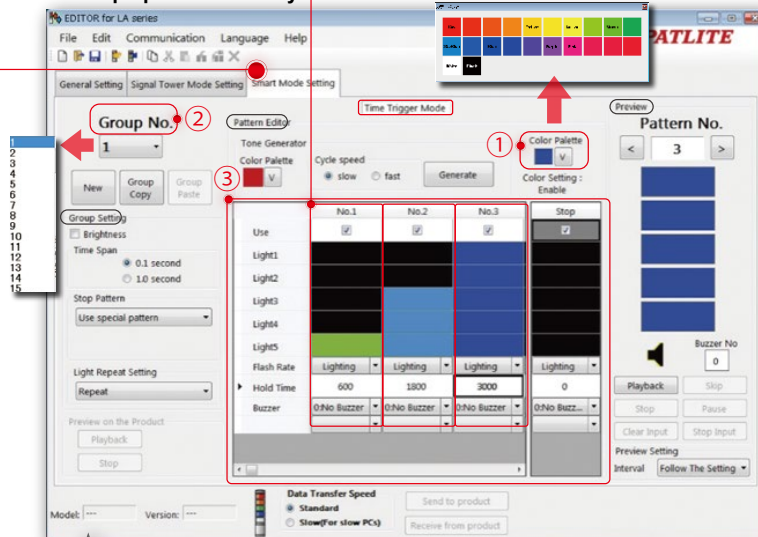 EDITOR for LA series
File Edit Communication Language Help
PATLITE
General Setting Signal Tower Mode Setting Smart Mode Setting
Time Trigger Mode
Group No. ②
1
1
2
3
4
5
6
7
8
9
10
11
12
13
14
15
New
Group Copy
Group Paste
Group Setting
Brightness
Time Span
0.1 second
1.0 second
Stop Pattern
Use special pattern
Light Repeat Setting
Repeat
Preview on the Product
Playback
Stop
Pattern Editor
Tone Generator
Color Palette
V
Cycle speed
slow fast
Generate
① Color Palette
V
Color Setting :
Enable
③
No.1 No.2 No.3 Stop
Use
Light1
Light2
Light3
Light4
Light5
Flash Rate Lighting Lighting Lighting Lighting
Hold Time 600 1800 3000 0
Buzzer 0:No Buzzer 0:No Buzzer 0:No Buzzer 0:No Buzz...
Preview
Pattern No.
< 3 >
Buzzer No
0
Playback Skip
Stop Pause
Clear Input Stop Input
Preview Setting
Interval Follow The Setting
Model: --- Version: ---
Data Transfer Speed
Standard
Slow(For slow PCs)
Send to product
Receive from product